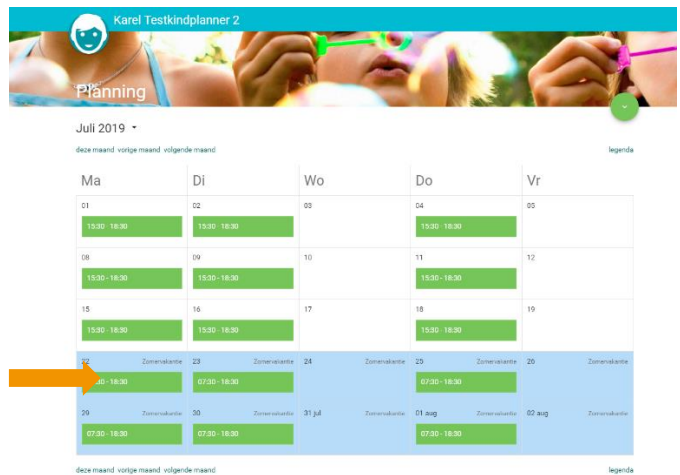 Karel Testkindplanner 2
Planning
Juli 2019
deze maand vorige maand volgende maand legenda
Ma Di Wo Do Vr
01 02 03 04 05
15:30 - 18:30 15:30 - 18:30 15:30 - 18:30
08 09 10 11 12
15:30 - 18:30 15:30 - 18:30 15:30 - 18:30
15 16 17 18 19
15:30 - 18:30 15:30 - 18:30 15:30 - 18:30
22 Zomervakantie 23 Zomervakantie 24 Zomervakantie 25 Zomervakantie 26 Zomervakantie
- 18:30 07:30 - 18:30 07:30 - 18:30
29 Zomervakantie 30 Zomervakantie 31 jul Zomervakantie 01 aug Zomervakantie 02 aug Zomervakantie
07:30 - 18:30 07:30 - 18:30 07:30 - 18:30
deze maand vorige maand volgende maand legenda